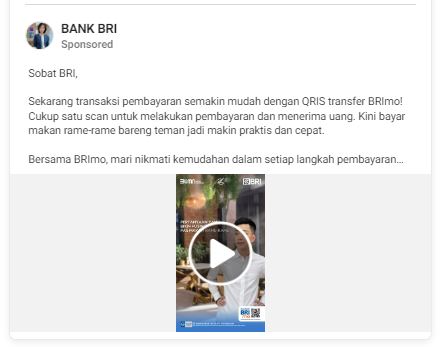 BANK BRI
Sponsored
Sobat BRI,
Sekarang transaksi pembayaran semakin mudah dengan QRIS transfer BRImo!
Cukup satu scan untuk melakukan pembayaran dan menerima uang. Kini bayar
makan rame-rame bareng teman jadi makin praktis dan cepat.
Bersama BRImo, mari nikmati kemudahan dalam setiap langkah pembayaran...
BRI
BRI